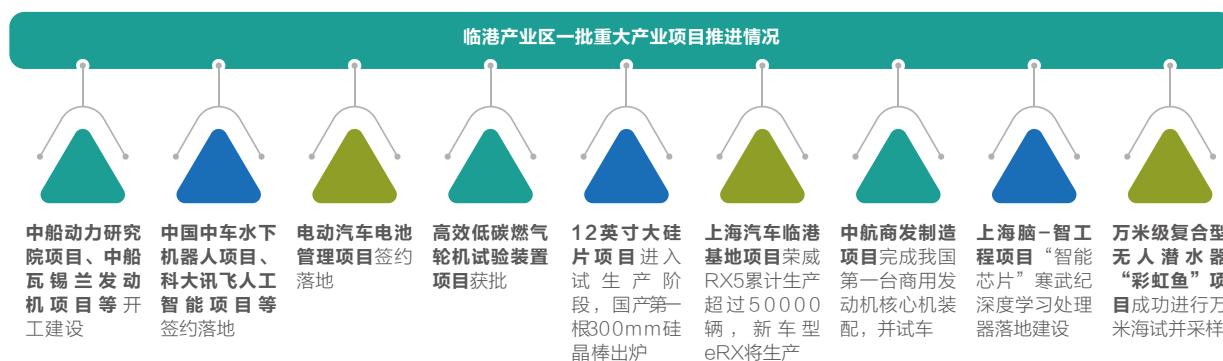 临港产业区一批重大产业项目推进情况
中船动力研究
院项目、中船
瓦锡兰发动
机项目等开
工建设
中国中车水下
机器人项目、
科大讯飞人工
智能项目等
签约落地
电动汽车电池
管理项目签约
落地
高效低碳燃气
轮机试验装置
项目获批
12英寸大硅
片项目进入
试生产阶
段，国产第一
根300mm硅
晶棒出炉
上海汽车临港
基地项目荣威
RX5累计生产
超过50000
辆，新车型
eRX将生产
中航商发制造
项目完成我国
第一台商用发
动机核心机装
配，并试车
上海脑-智工
程项目“智能
芯片”寒武纪
深度学习处理
器落地建设
万米级复合型
无人潜水器
“彩虹鱼”项
目成功进行万
米海试并采样